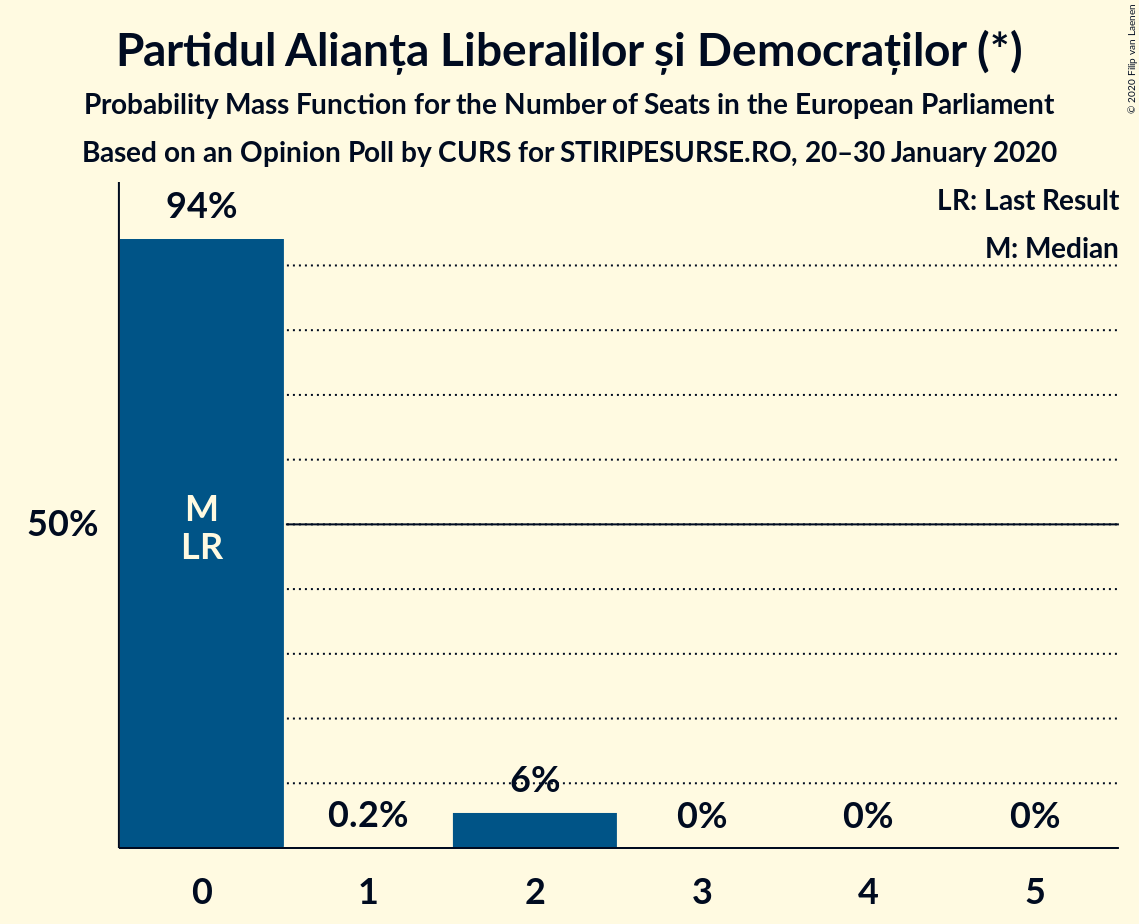 Partidul Alianța Liberalilor și Democraților (*)
Probability Mass Function for the Number of Seats in the European Parliament
Based on an Opinion Poll by CURS for STIRIPESURSE.RO, 20–30 January 2020
© 2020 Filip van Laenen
LR: Last Result
M: Median
94%
M
LR
50%
0.2%
6%
0%
0%
0%
0
1
2
3
4
5